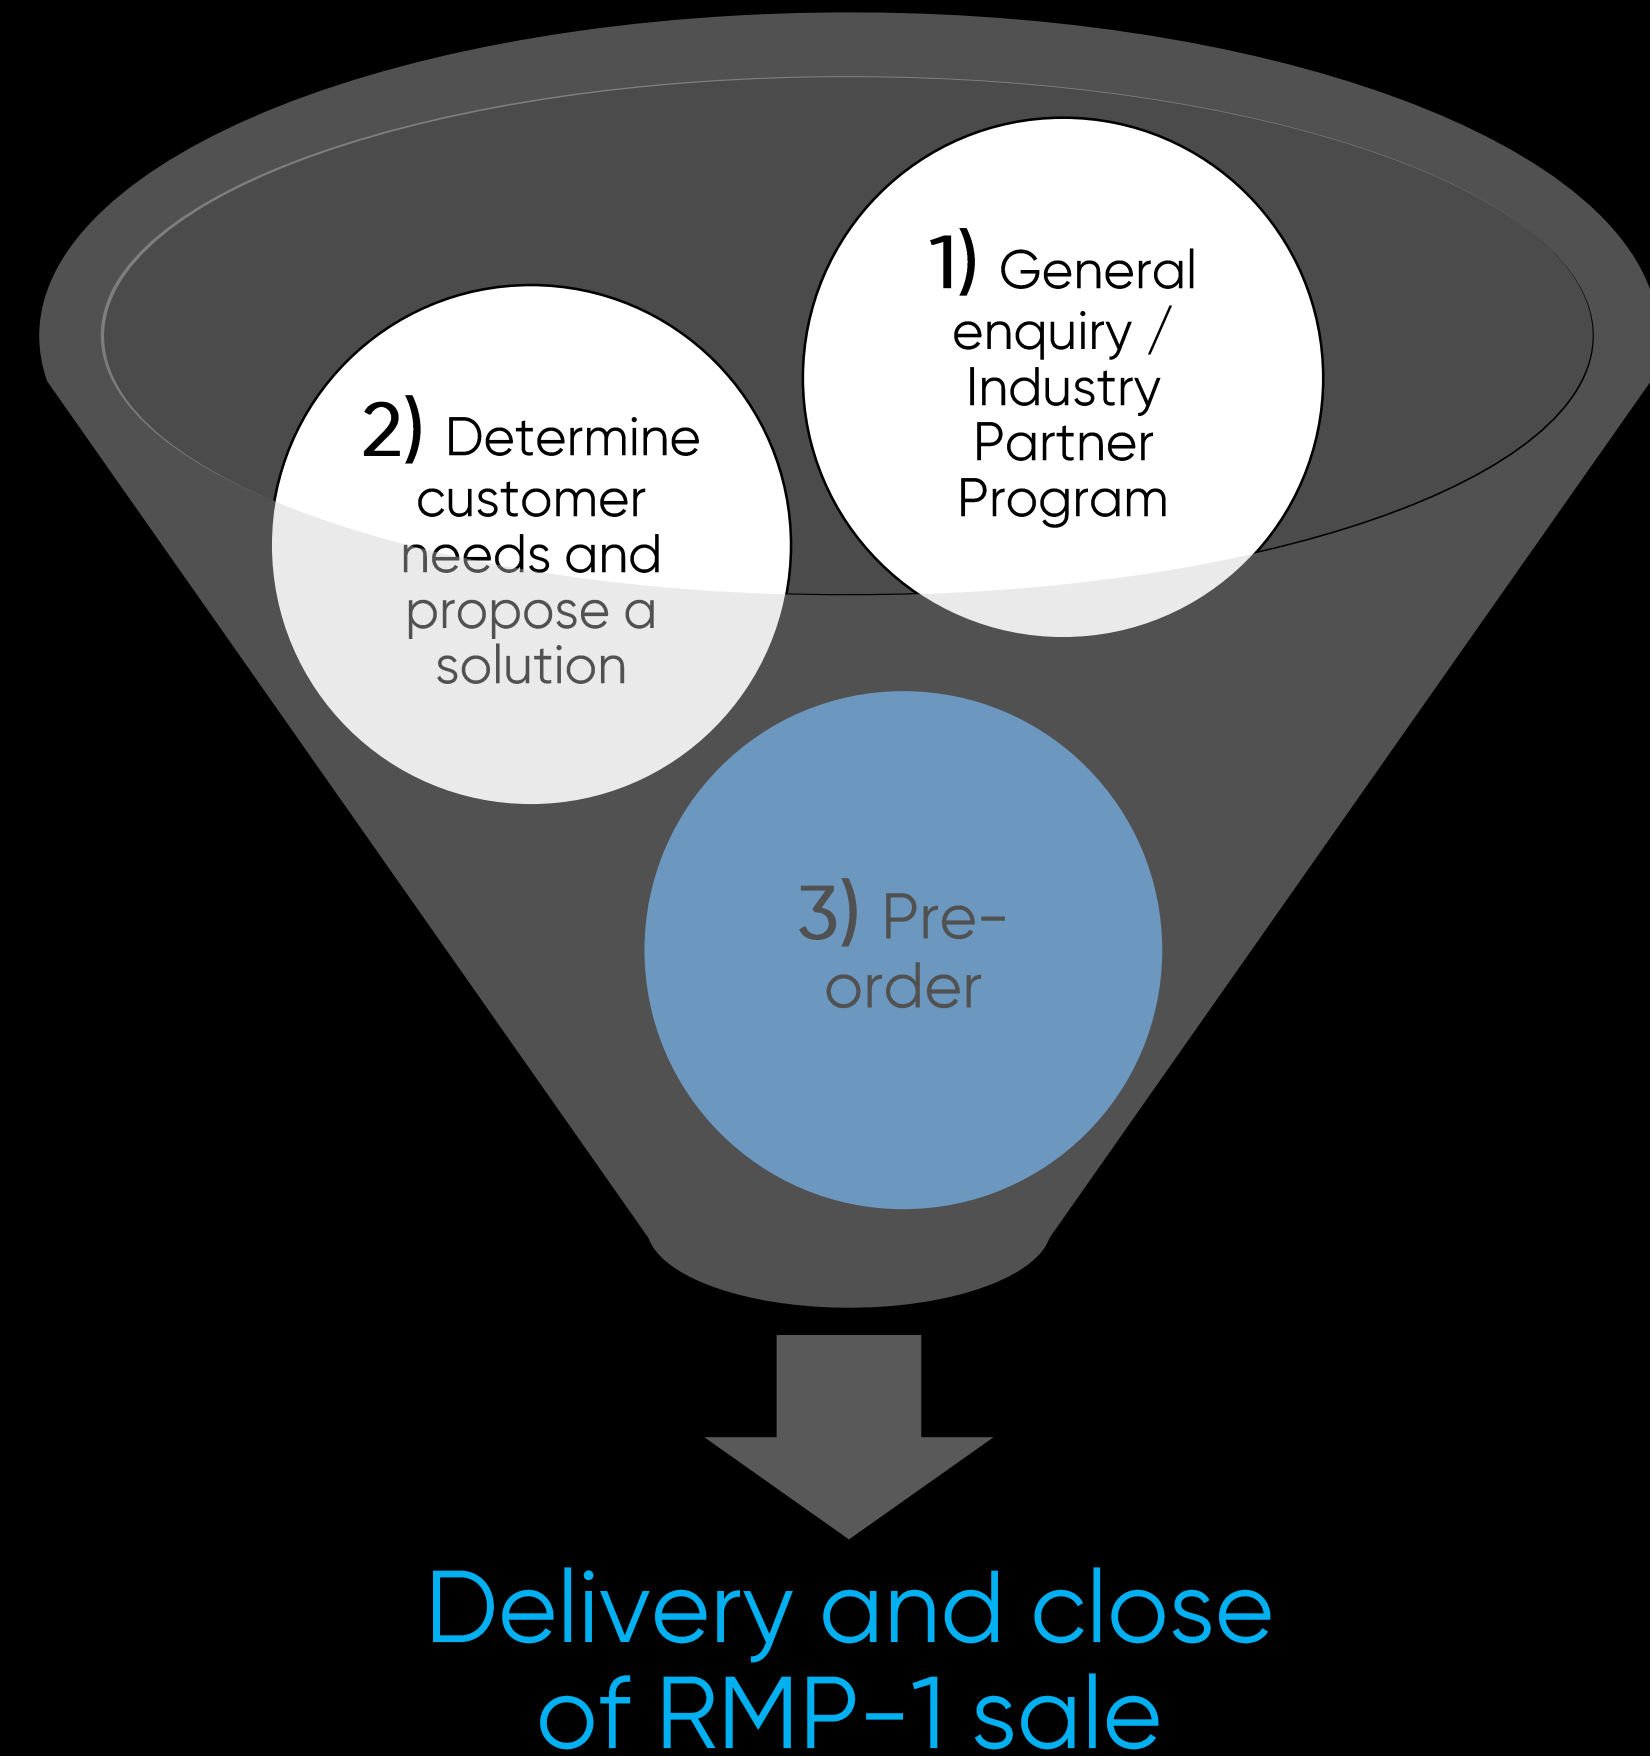 1) General
enquiry /
Industry
Partner
Program
2) Determine
customer
needs and
propose a
solution
3) Pre-
order
Delivery and close
of RMP-1 sale